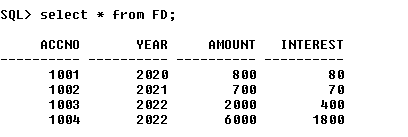 SQL> select * from FD;
ACCNO YEAR AMOUNT INTEREST
---------- ---------- ---------- ----------
1001 2020 800 80
1002 2021 700 70
1003 2022 2000 400
1004 2022 6000 1800